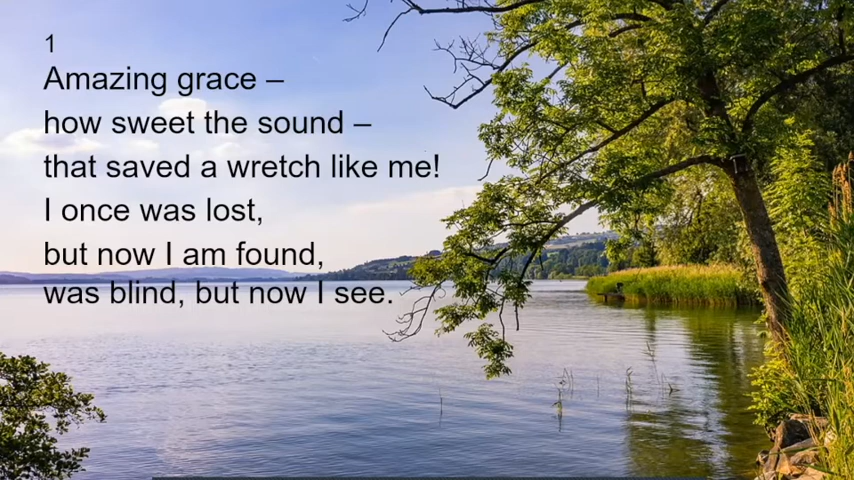 1
Amazing grace –
how sweet the sound –
that saved a wretch like me!
I once was lost,
but now I am found,
was blind, but now I see.